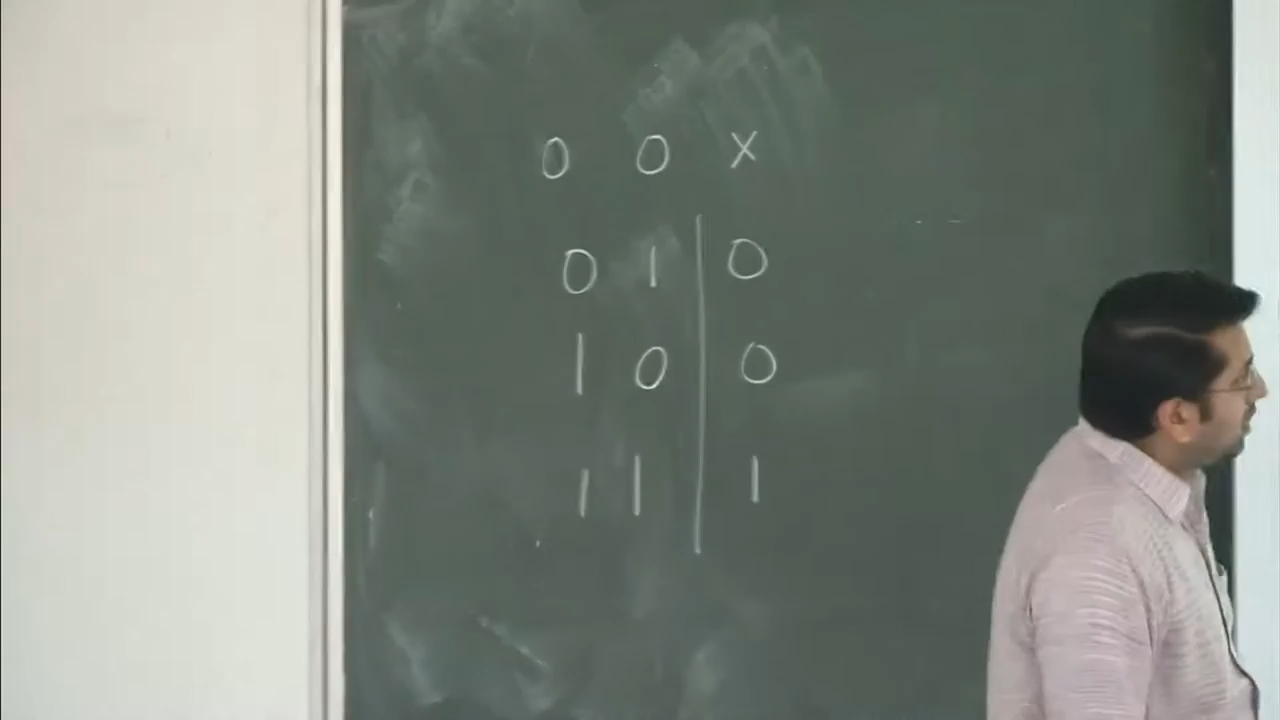 0 0 x
0 1 | 0
1 0 | 0
1 1 | 1